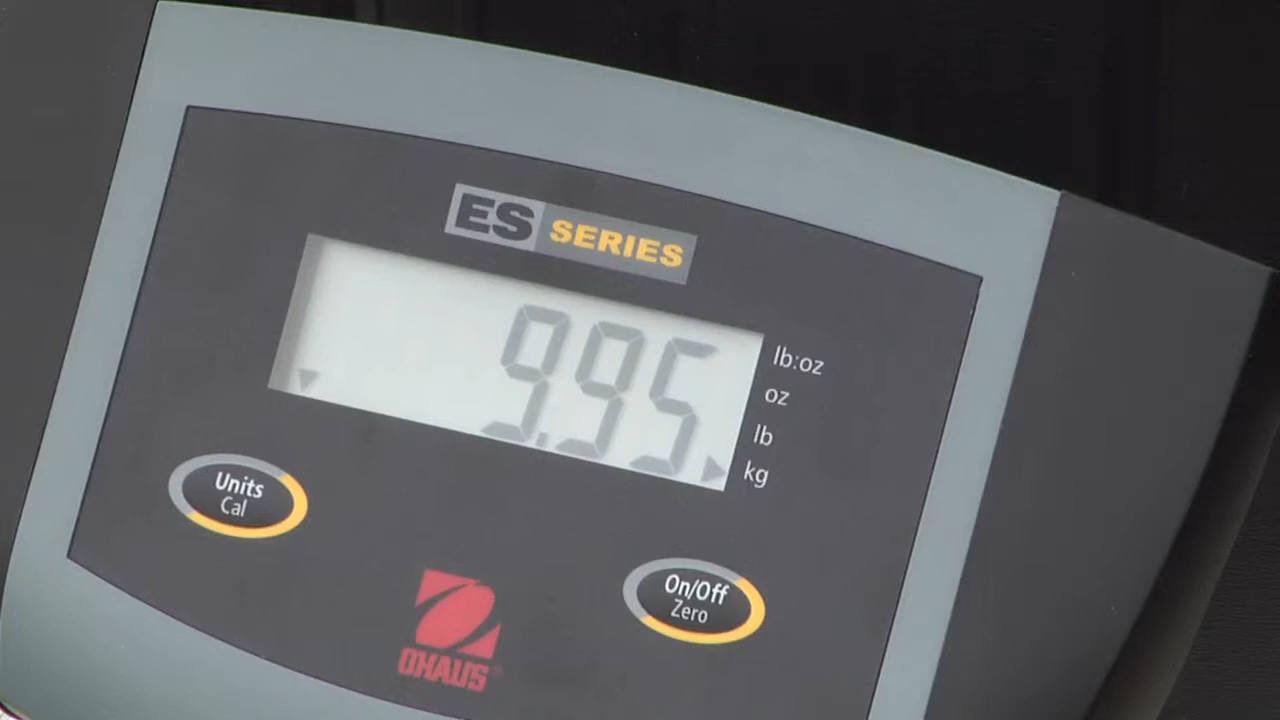 ES SERIES
9.95
lb:oz
oz
lb
kg
Units
Cal
On/Off
Zero
OHAUS